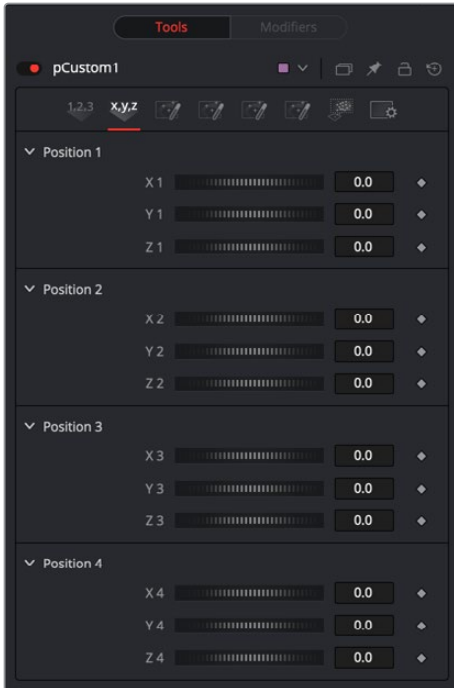 Tools Modifiers
pCustom1
1,2,3 x,y,z
Position 1
X 1 0.0
Y 1 0.0
Z 1 0.0
Position 2
X 2 0.0
Y 2 0.0
Z 2 0.0
Position 3
X 3 0.0
Y 3 0.0
Z 3 0.0
Position 4
X 4 0.0
Y 4 0.0
Z 4 0.0